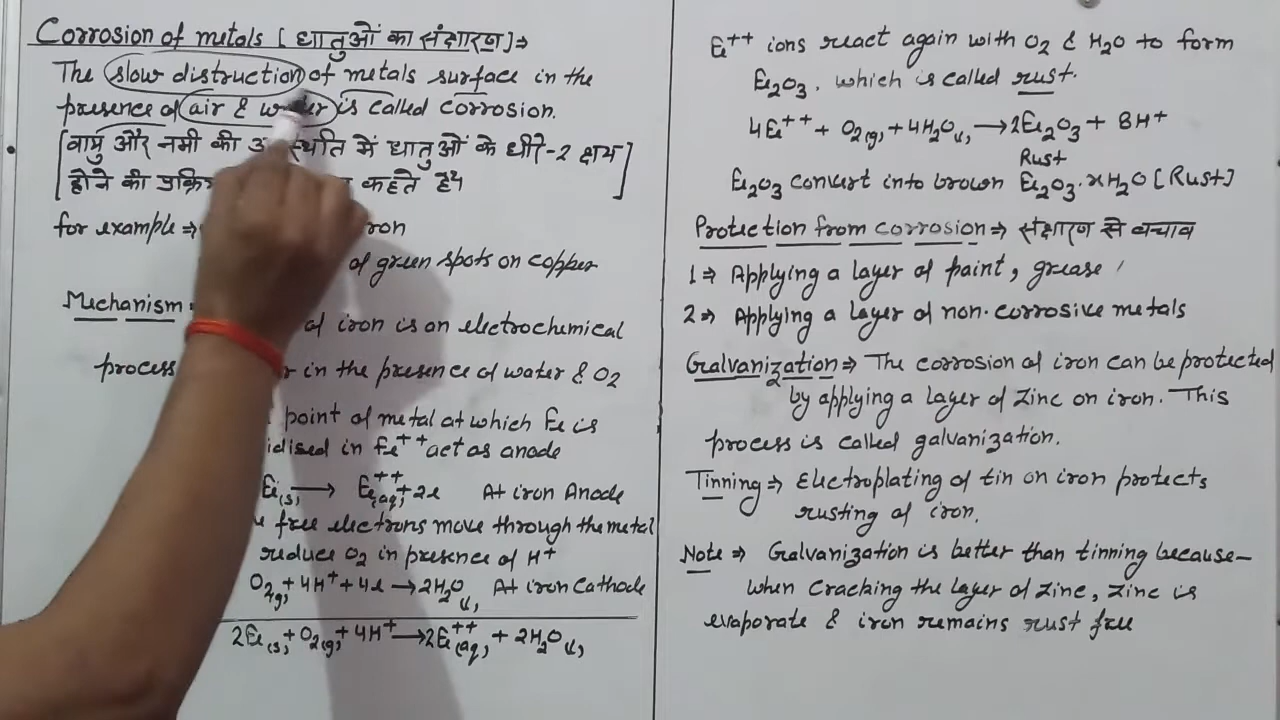 Corrosion of metals [धातुओं का संक्षारण]⇒
The slow distruction of metals surface in the
presence of air & water is called corrosion.
[वायु और नमी की उ स्थीत में धातुओं के धीरे-2 क्षय
होने की प्रक्रि कहते हैं]
for example ⇒ ron
of green spots on copper
Mechanism
of iron is an electrochemical
process r in the presence of water & O2
point of metal at which Fe is
idised in Fe++ act as anode
Fe(s) → Fe++(aq) + 2e At iron Anode
free electrons move through the metal
reduce O2 in presence of H+
O2(g) + 4H+ + 4e → 2H2O(l) At iron Cathode
2Fe(s) + O2(g) + 4H+ → 2Fe++(aq) + 2H2O(l)
Fe++ ions react again with O2 & H2O to form
Fe2O3. which is called rust.
4Fe++ + O2(g) + 4H2O(l) → 2Fe2O3 + 8H+
Rust
Fe2O3 convert into brown Fe2O3.xH2O [Rust]
Protection from corrosion ⇒ संक्षारण से बचाव
1⇒ Applying a layer of paint, grease
2⇒ Applying a layer of non-corrosive metals
Galvanization ⇒ The corrosion of iron can be protected
by applying a layer of Zinc on iron. This
process is called galvanization.
Tinning ⇒ Electroplating of tin on iron protects
rusting of iron.
Note ⇒ Galvanization is better than tinning because—
when cracking the layer of zinc, zinc is
evaporate & iron remains rust free